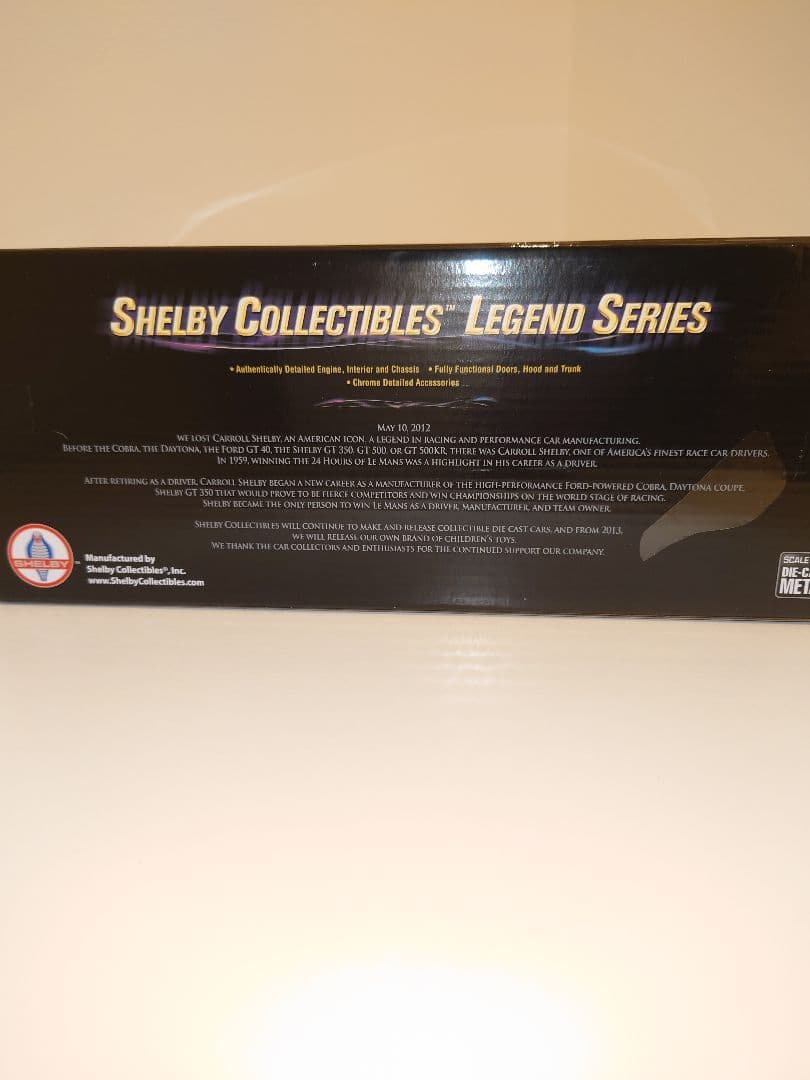 SHELBY COLLECTIBLES™ LEGEND SERIES
• Authentically Detailed Engine, Interior and Chassis • Fully Functional Doors, Hood and Trunk
• Chrome Detailed Accessories ...
MAY 10, 2012
WE LOST CARROLL SHELBY, AN AMERICAN ICON. A LEGEND IN RACING AND PERFORMANCE CAR MANUFACTURING.
BEFORE THE COBRA, THE DAYTONA, THE FORD GT 40, THE SHELBY GT 350, GT 500, OR GT 500KR, THERE WAS CARROLL SHELBY, ONE OF AMERICA'S FINEST RACE CAR DRIVERS.
IN 1959, WINNING THE 24 HOURS OF LE MANS WAS A HIGHLIGHT IN HIS CAREER AS A DRIVER.
AFTER RETIRING AS A DRIVER, CARROLL SHELBY BEGAN A NEW CAREER AS A MANUFACTURER OF THE HIGH-PERFORMANCE FORD-POWERED COBRA, DAYTONA COUPE,
SHELBY GT 350 THAT WOULD PROVE TO BE FIERCE COMPETITORS AND WIN CHAMPIONSHIPS ON THE WORLD STAGE OF RACING.
SHELBY BECAME THE ONLY PERSON TO WIN LE MANS AS A DRIVER, MANUFACTURER, AND TEAM OWNER.
SHELBY COLLECTIBLES WILL CONTINUE TO MAKE AND RELEASE COLLECTIBLE DIE CAST CARS, AND FROM 2013,
WE WILL RELEASE OUR OWN BRAND OF CHILDREN'S TOYS.
WE THANK THE CAR COLLECTORS AND ENTHUSIASTS FOR THE CONTINUED SUPPORT OUR COMPANY.
SHELBY™
Manufactured by
Shelby Collectibles®, Inc.
www.ShelbyCollectibles.com
SCALE
DIE-C
MET